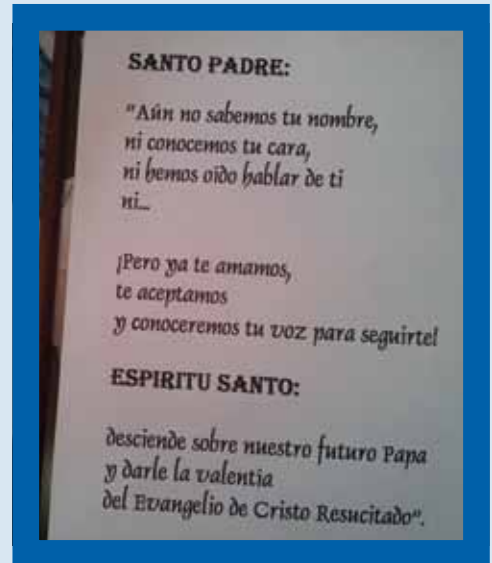 SANTO PADRE:
"Aún no sabemos tu nombre,
ni conocemos tu cara,
ni hemos oído hablar de ti
ni...
¡Pero ya te amamos,
te aceptamos
y conoceremos tu voz para seguirte!
ESPIRITU SANTO:
desciende sobre nuestro futuro Papa
y darle la valentía
del Evangelio de Cristo Resucitado".